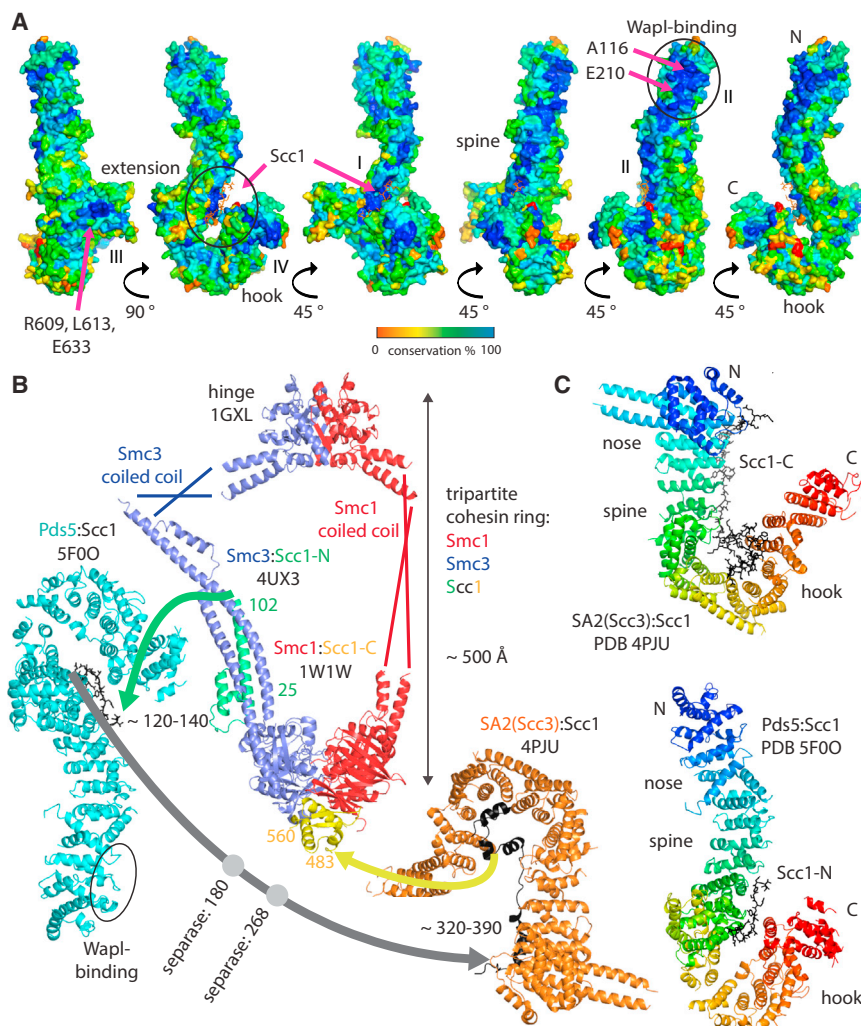 A
Wapl-binding
N
A116
E210
II
extension
Scc1
I
spine
II
C
III
IV
hook
hook
90 °
45 °
45 °
45 °
45 °
R609, L613,
E633
0 conservation % 100
B
hinge
1GXL
Smc3
coiled coil
Smc1
coiled coil
tripartite
cohesin ring:
Smc1
Smc3
Scc1
Pds5:Scc1
5F0O
Smc3:Scc1-N
4UX3
102
Smc1:Scc1-C
1W1W
25
~ 500 Å
~ 120-140
SA2(Scc3):Scc1
4PJU
560
483
~ 320-390
Wapl-
binding
separase: 180
separase: 268
C
N
nose
Scc1-C
C
spine
hook
SA2(Scc3):Scc1
PDB 4PJU
N
Pds5:Scc1
PDB 5F0O
nose
spine
Scc1-N
C
hook